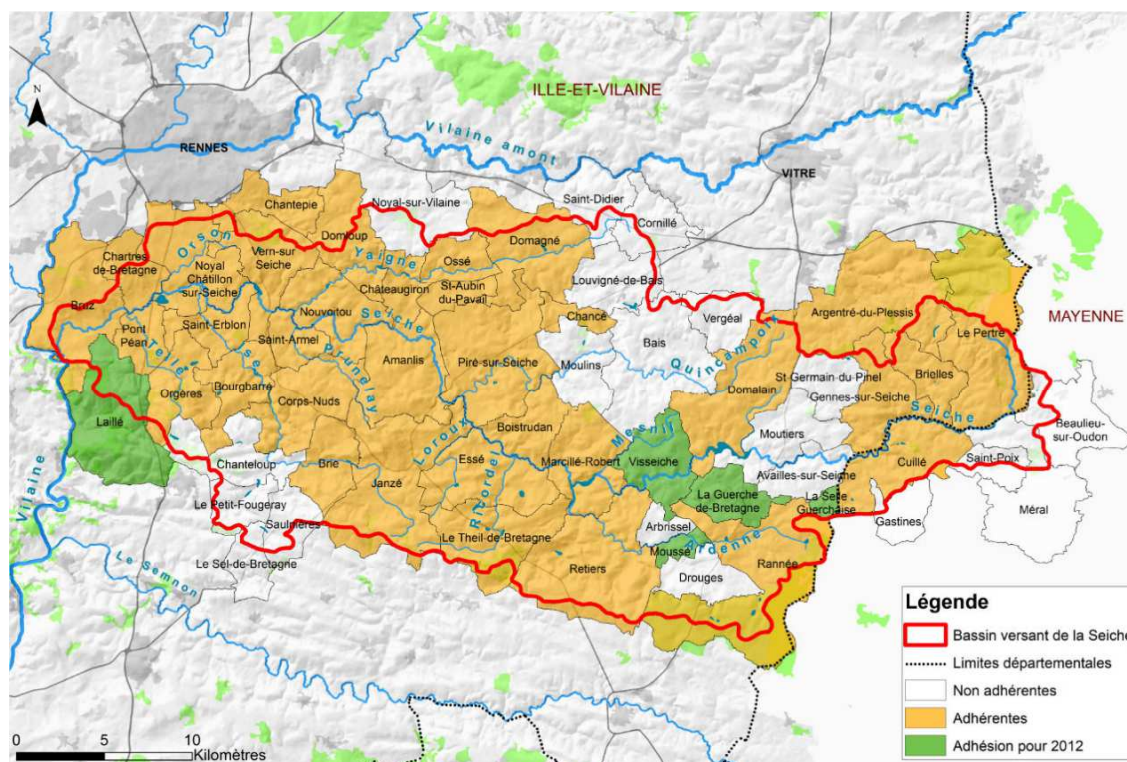 ILLE-ET-VILAINE
N
Vilaine amont
RENNES
VITRE
Saint-Didier
Noyal-sur-Vilaine
Chantepie
Cornillé
Domloup
Domagné
Orson
Vern-sur
Seiche
Yaigne
Ossé
Chartres
de-Bretagne
Noyal
Châtillon
sur-Seiche
Louvigné-de-Bais
Châteaugiron
St-Aubin
du-Pavail
MAYENNE
Bruz
Nouvoitou
Seiche
Chancé
Vergéal
Argentré-du-Plessis
Le Pertre
Pont
Péan
Saint-Erblon
Saint-Armel
Bais
Quincampoix
Telle
Ise
Prunelay
Amanlis
Piré-sur-Seiche
Moulins
St-Germain-du-Pinel
Brielles
Domalain
Gennes-sur-Seiche
Orgères
Bourgbarré
Corps-Nuds
Seiche
Laillé
Boistrudan
Mesnil
Moutiers
Beaulieu-
sur-Oudon
Loroux
Chanteloup
Brie
Essé
Marcillé-Robert
Visseiche
Availles-sur-Seiche
Cuillé
Saint-Poix
Janzé
Ricordel
La Guerche
de-Bretagne
La Selle
Guerchaise
Vilaine
Le Petit-Fougeray
Gastines
Méral
Saulnières
Arbrissel
Le Theil-de-Bretagne
Moussé
Ardenne
Le Sel-de-Bretagne
Retiers
Drouges
Rannée
Le Semnon
Légende
Bassin versant de la Seiche
Limites départementales
Non adhérentes
Adhérentes
Adhésion pour 2012
0 5 10
Kilomètres